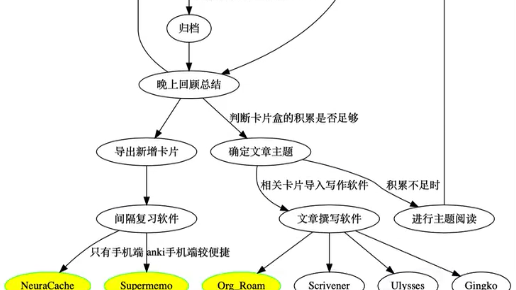 归档
晚上回顾总结
判断卡片盒的积累是否足够
导出新增卡片
确定文章主题
相关卡片导入写作软件
积累不足时
间隔复习软件
文章撰写软件
进行主题阅读
只有手机端
anki手机端较便捷
NeuraCache
Supermemo
Org_Roam
Scrivener
Ulysses
Gingko